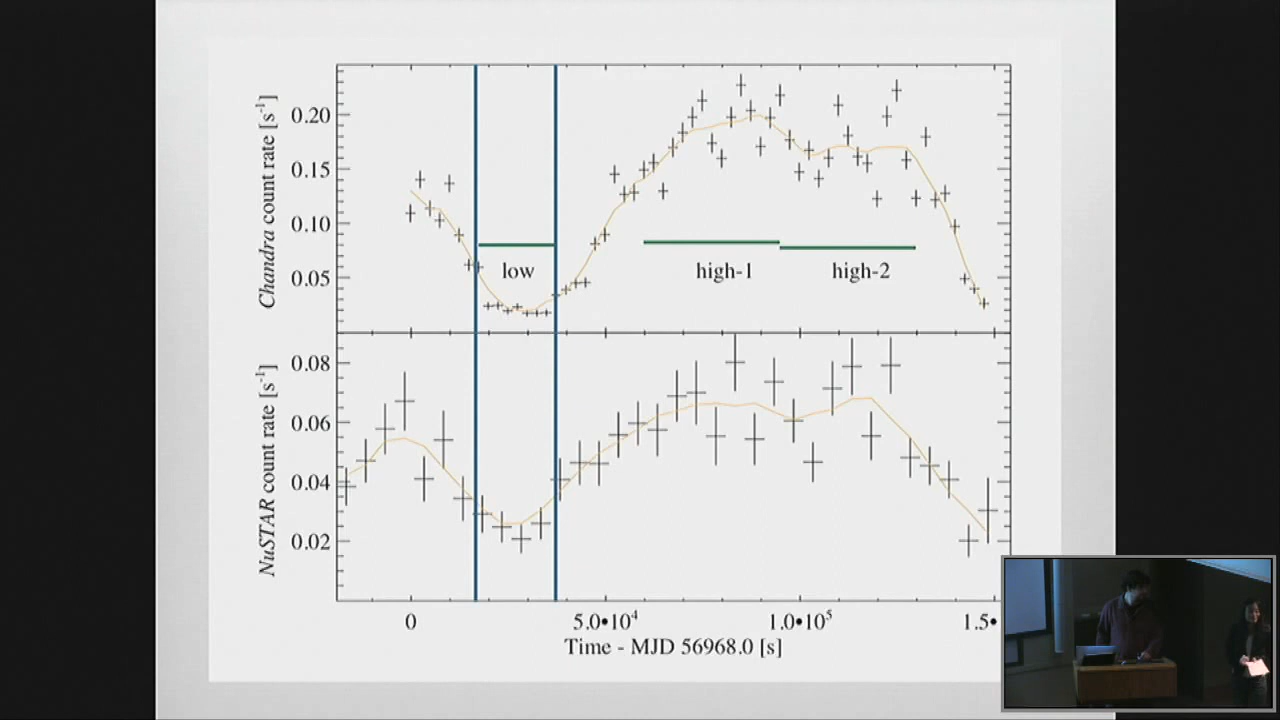 Chandra count rate [s⁻¹]
0.20
0.15
0.10
0.05
low
high-1
high-2
NuSTAR count rate [s⁻¹]
0.08
0.06
0.04
0.02
0
5.0•10⁴
1.0•10⁵
1.5•
Time - MJD 56968.0 [s]